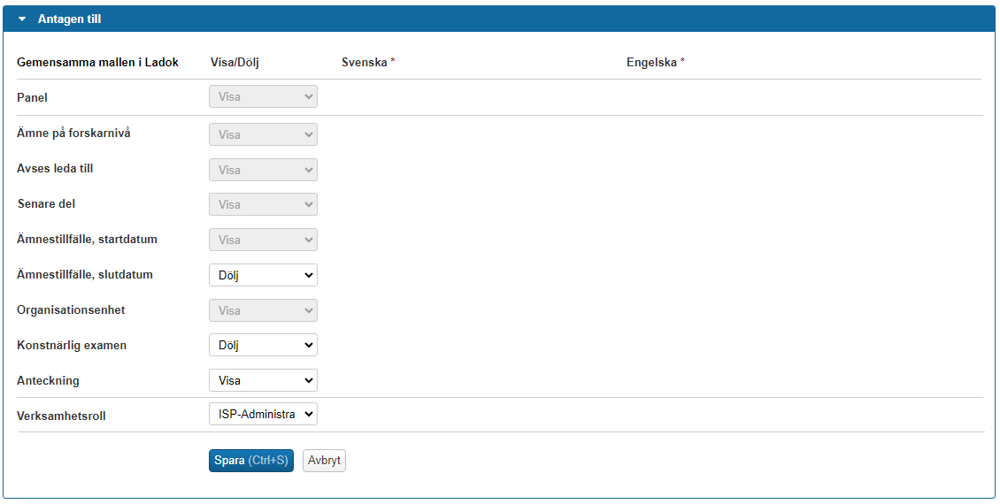 Antagen till
Gemensamma mallen i Ladok Visa/Dölj Svenska * Engelska *
Panel Visa
Ämne på forskarnivå Visa
Avses leda till Visa
Senare del Visa
Ämnestillfälle, startdatum Visa
Ämnestillfälle, slutdatum Dölj
Organisationsenhet Visa
Konstnärlig examen Dölj
Anteckning Visa
Verksamhetsroll ISP-Administra
Spara (Ctrl+S) Avbryt